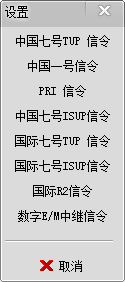 设置
中国七号TUP 信令
中国一号信令
PRI 信令
中国七号ISUP信令
国际七号TUP 信令
国际七号ISUP信令
国际R2信令
数字E/M中继信令
取消